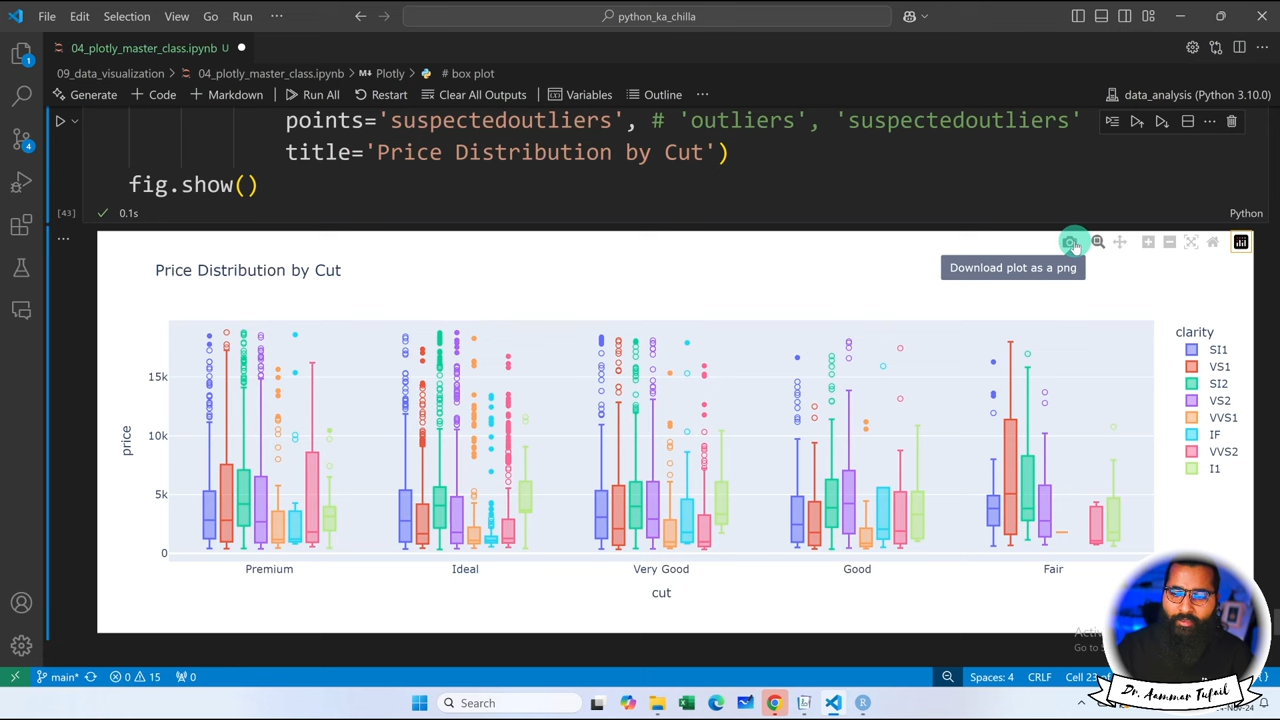 File Edit Selection View Go Run ··· python_ka_chilla
04_plotly_master_class.ipynb U
09_data_visualization > 04_plotly_master_class.ipynb > M↓ Plotly > # box plot
Generate + Code + Markdown Run All Restart Clear All Outputs Variables Outline ··· data_analysis (Python 3.10.0)
points='suspectedoutliers', # 'outliers', 'suspectedoutliers'
title='Price Distribution by Cut')
fig.show()
[43] 0.1s Python
Download plot as a png
Price Distribution by Cut
clarity
SI1
VS1
SI2
VS2
VVS1
IF
VVS2
I1
15k
10k
5k
0
price
Premium Ideal Very Good Good Fair
cut
1
4
Dr. Aammar Tufail
main* 0 15 0 Spaces: 4 CRLF
Search